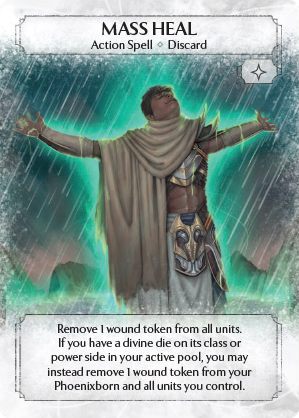 MASS HEAL
Action Spell ⟡ Discard
Remove 1 wound token from all units.
If you have a divine die on its class or
power side in your active pool, you may
instead remove 1 wound token from your
Phoenixborn and all units you control.